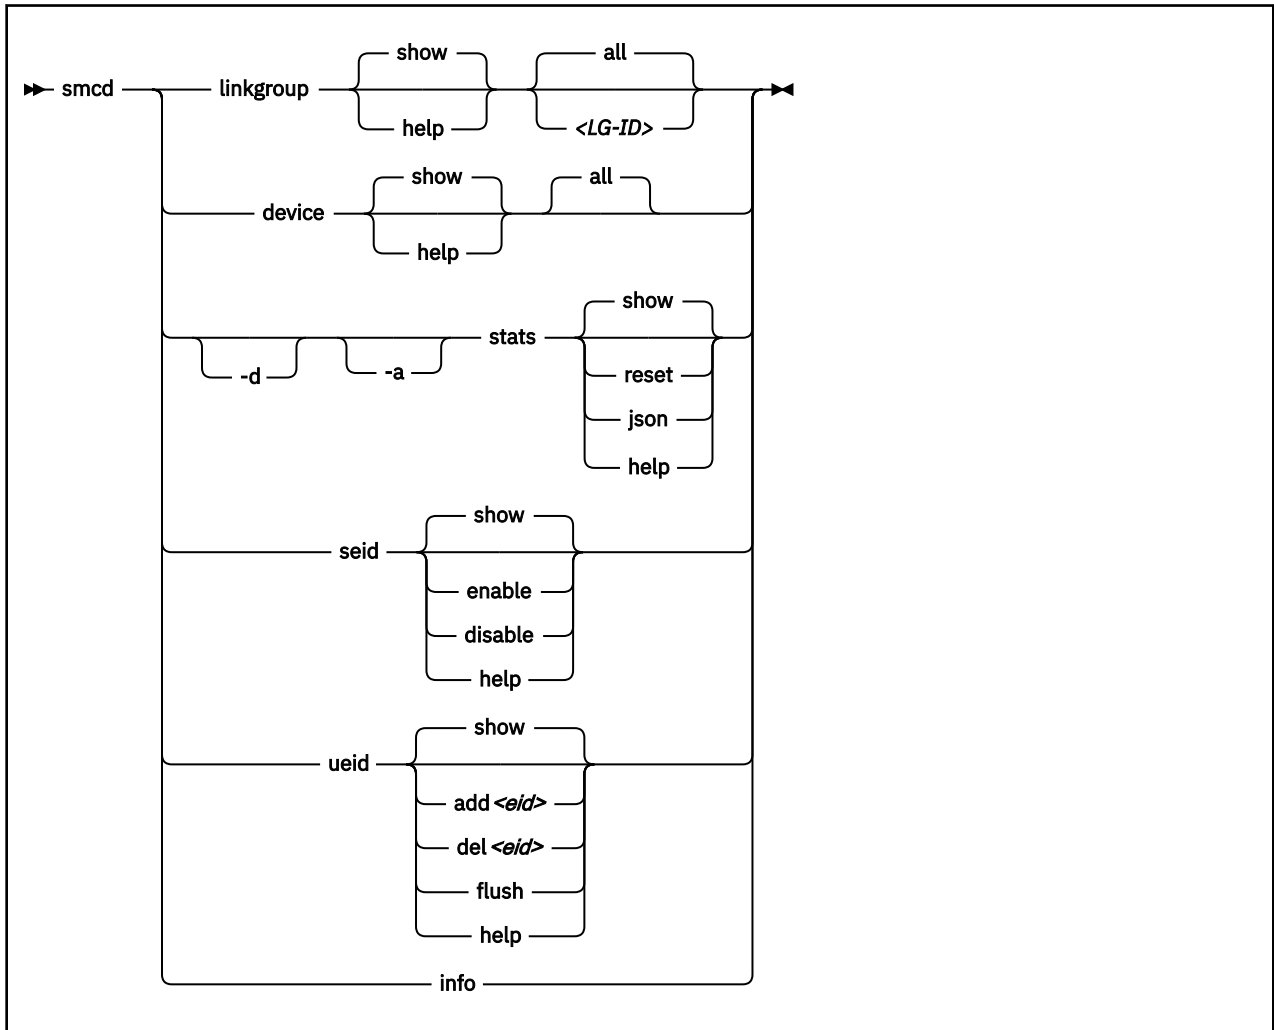 show all
smcd linkgroup
help <LG-ID>
show all
device
help
show
stats
-d -a reset
json
help
show
seid
enable
disable
help
show
ueid
add <eid>
del <eid>
flush
help
info